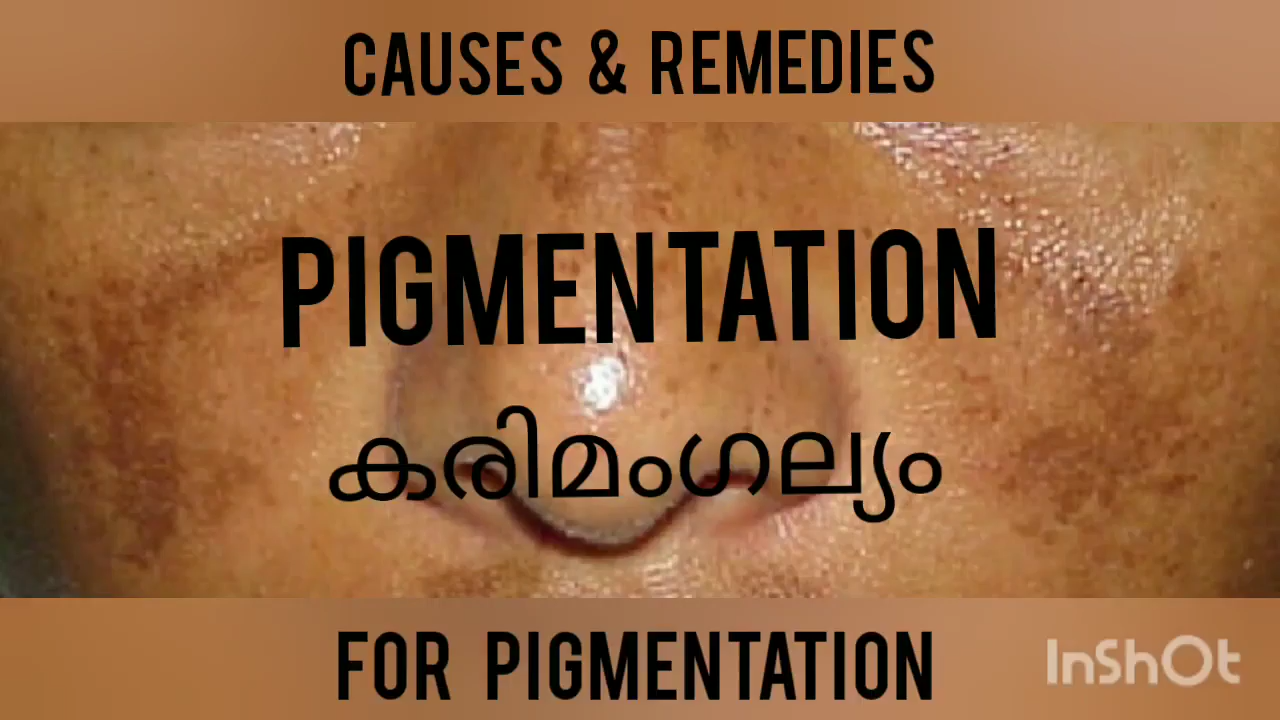 CAUSES & REMEDIES
PIGMENTATION
കരിമംഗല്യം
FOR PIGMENTATION
InShOt